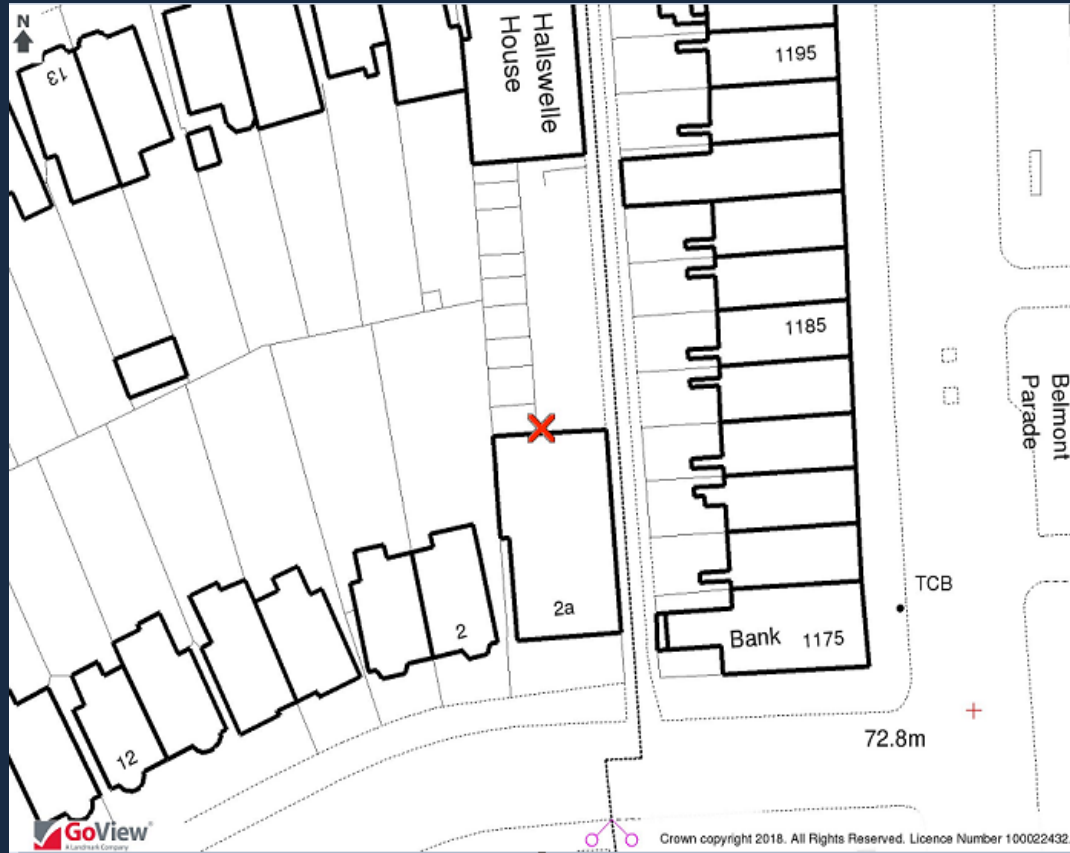 N
13
Hallswelle
House
1195
1185
Belmont
Parade
TCB
2a
2
Bank 1175
12
72.8m
GoView®
A Landmark Company
Crown copyright 2018. All Rights Reserved. Licence Number 100022432.